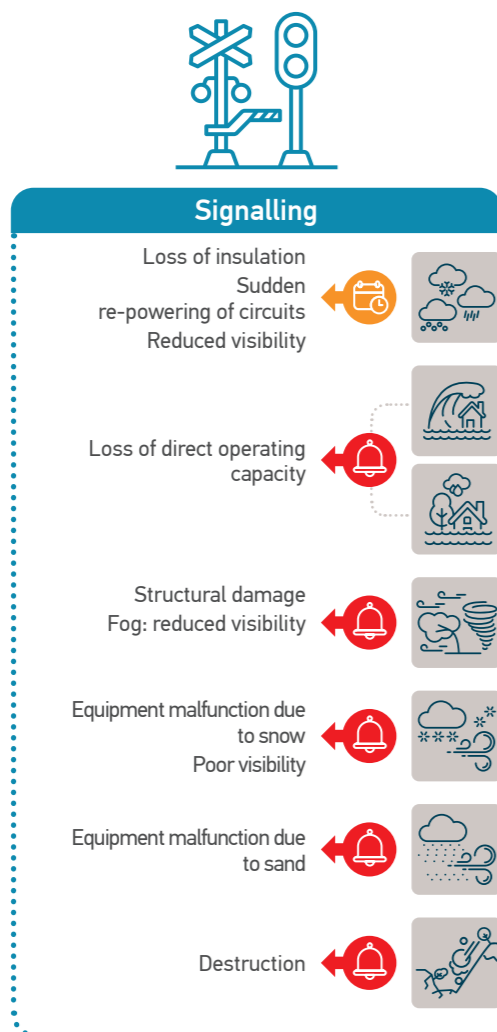 Signalling
Loss of insulation
Sudden
re-powering of circuits
Reduced visibility
Loss of direct operating
capacity
Structural damage
Fog: reduced visibility
Equipment malfunction due
to snow
Poor visibility
Equipment malfunction due
to sand
Destruction